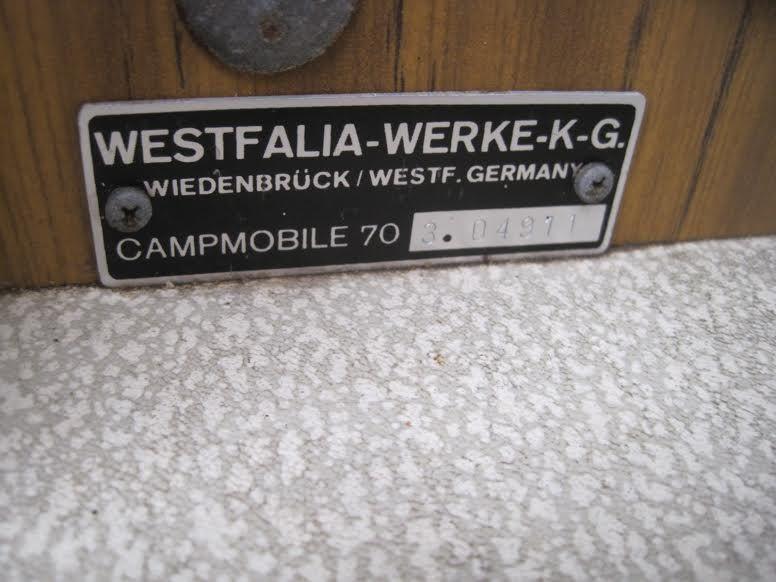 WESTFALIA-WERKE-K-G.
WIEDENBRÜCK / WESTF. GERMANY
CAMPMOBILE 70 3. 04911